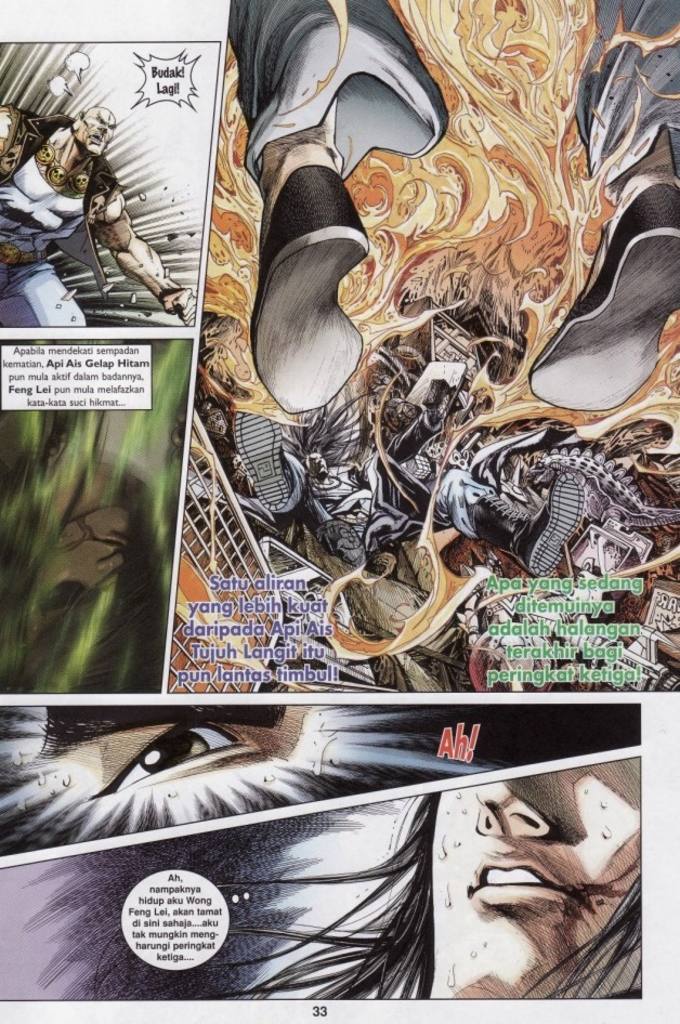 Budak!
Lagi!
Apabila mendekati sempadan
kematian, Api Ais Gelap Hitam
pun mula aktif dalam badannya,
Feng Lei pun mula melafazkan
kata-kata suci hikmat...
Satu aliran
yang lebih kuat
daripada Api Ais
Tujuh Langit itu
pun lantas timbul!
Apa yang sedang
ditemuinya
adalah halangan
terakhir bagi
peringkat ketiga!
Ah!
Ah,
nampaknya
hidup aku Wong
Feng Lei, akan tamat
di sini sahaja....aku
tak mungkin meng-
harungi peringkat
ketiga....
33